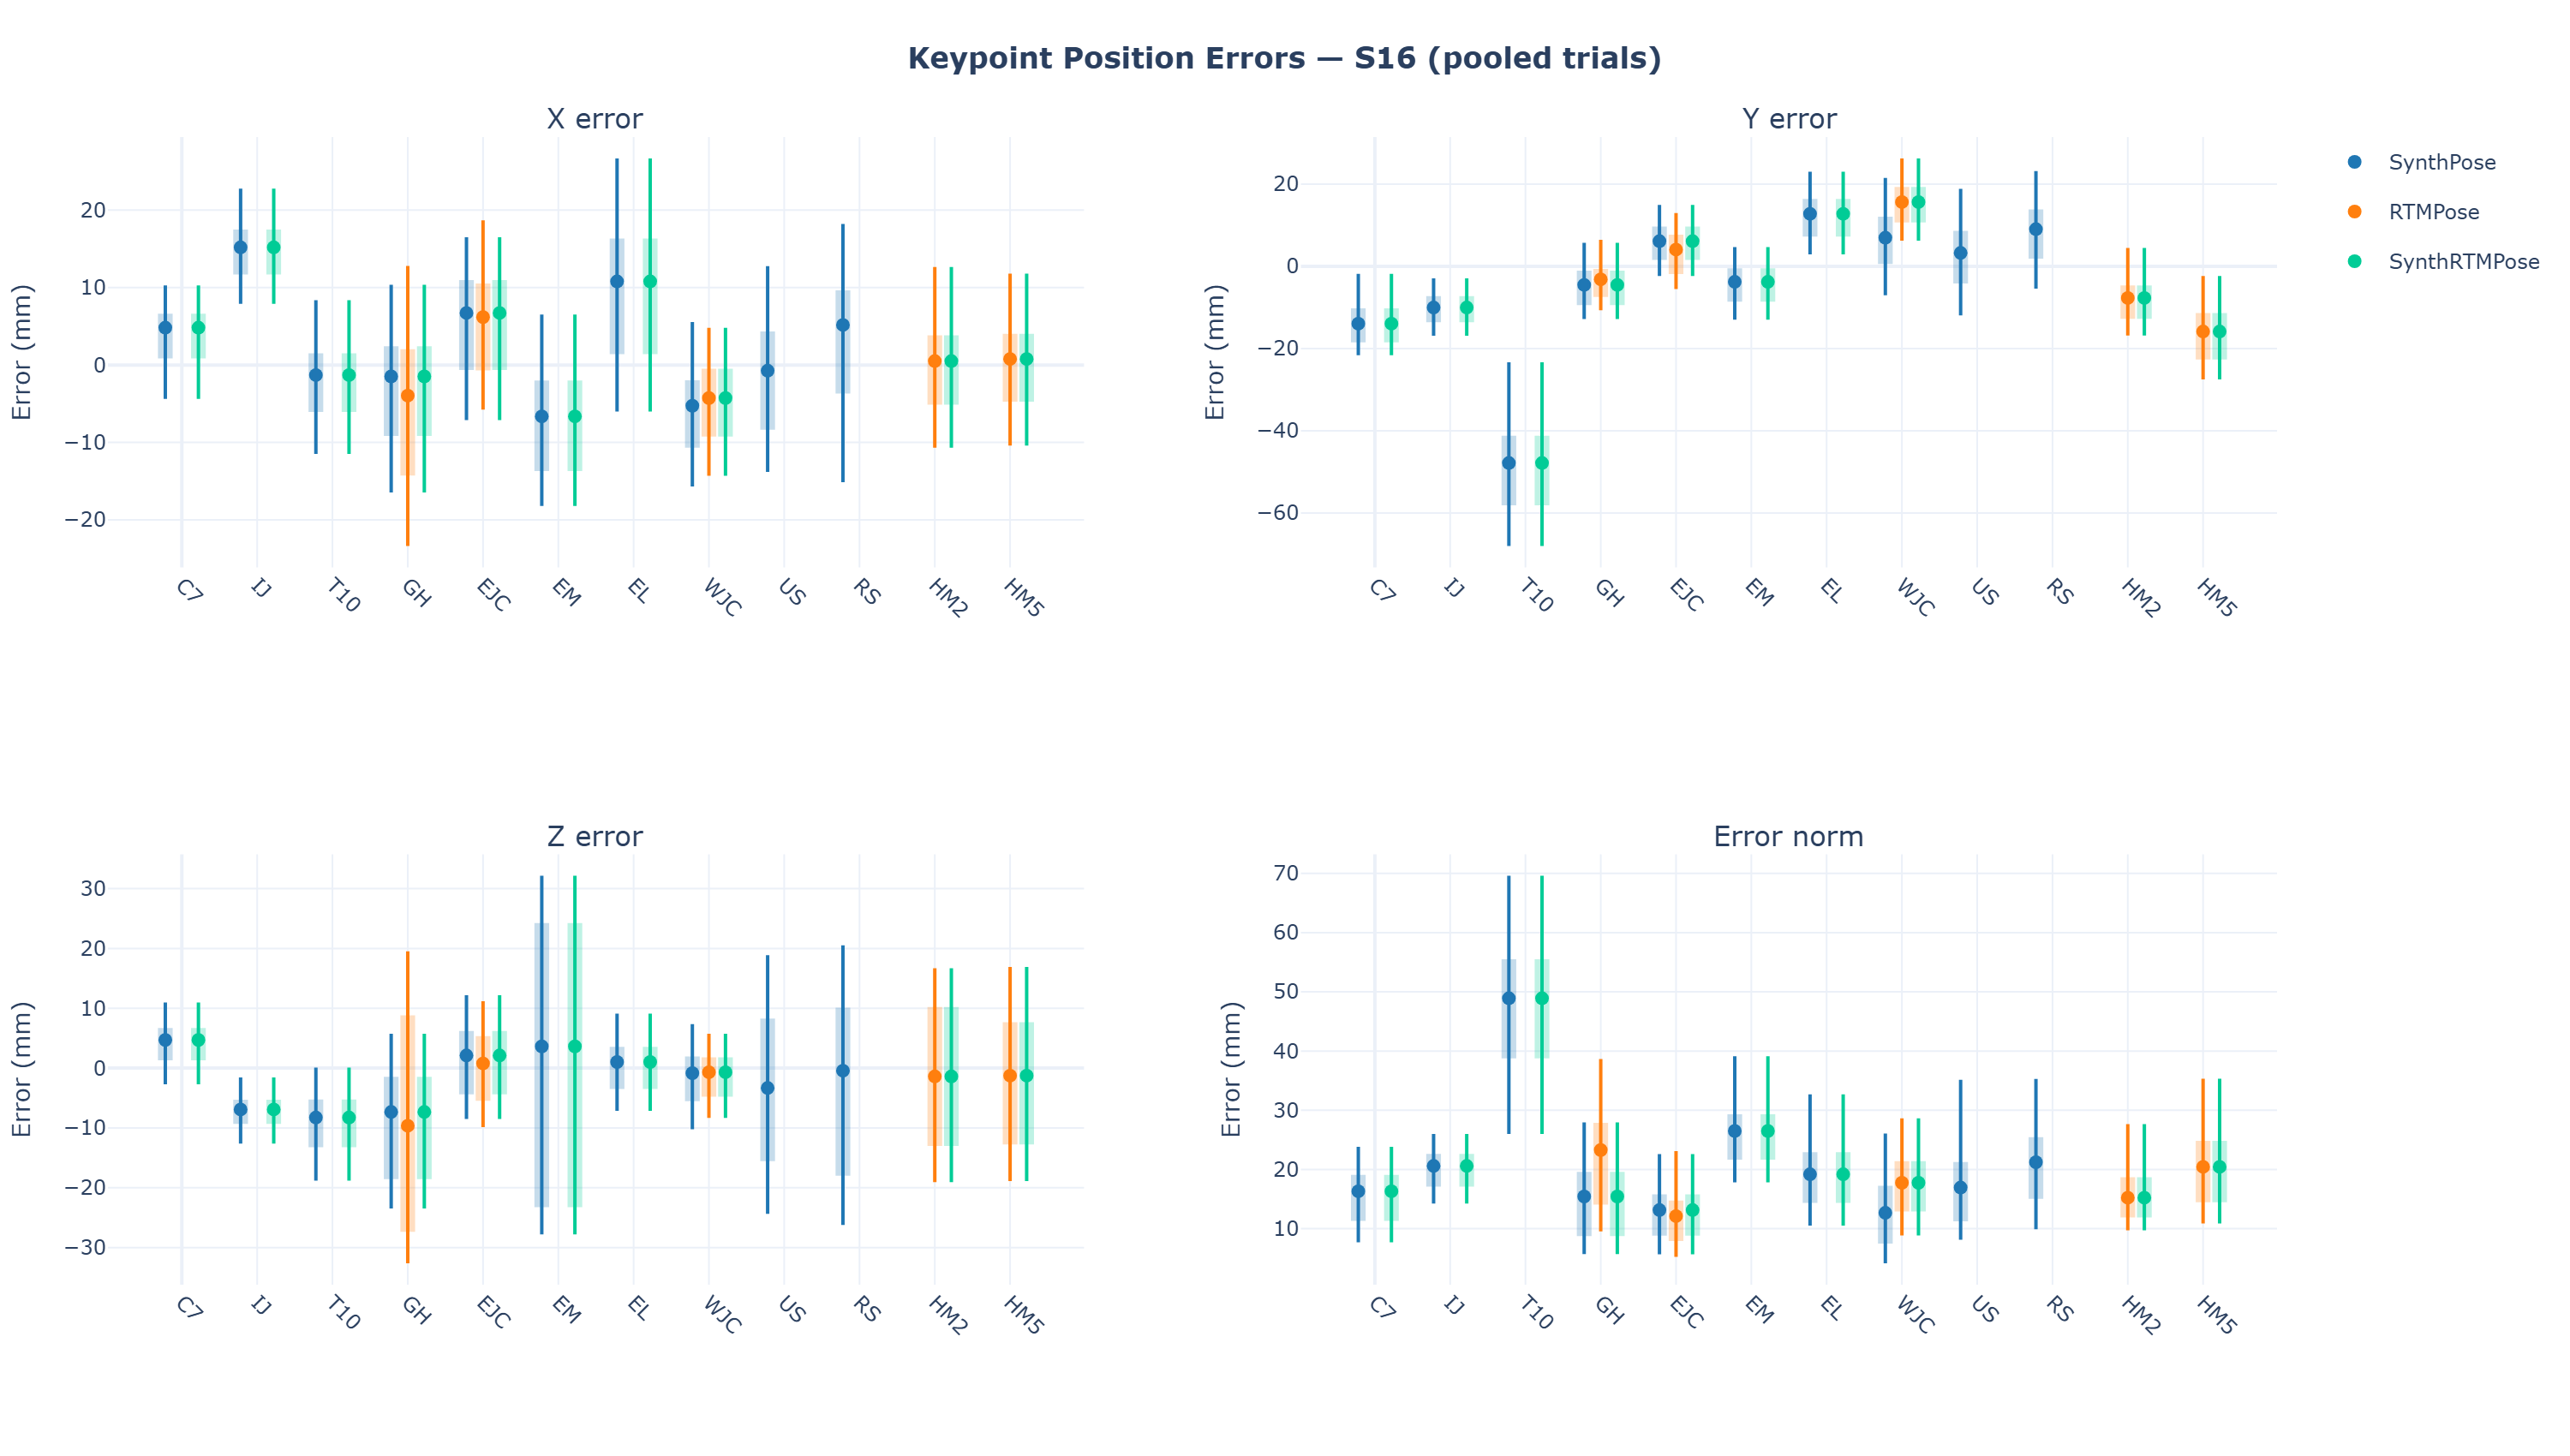 Keypoint Position Errors — S16 (pooled trials)
X error
Error (mm)
20
10
0
−10
−20
C7
IJ
T10
GH
EJC
EM
EL
WJC
US
RS
HM2
HM5
Y error
Error (mm)
20
0
−20
−40
−60
C7
IJ
T10
GH
EJC
EM
EL
WJC
US
RS
HM2
HM5
SynthPose
RTMPose
SynthRTMPose
Z error
Error (mm)
30
20
10
0
−10
−20
−30
C7
IJ
T10
GH
EJC
EM
EL
WJC
US
RS
HM2
HM5
Error norm
Error (mm)
70
60
50
40
30
20
10
C7
IJ
T10
GH
EJC
EM
EL
WJC
US
RS
HM2
HM5